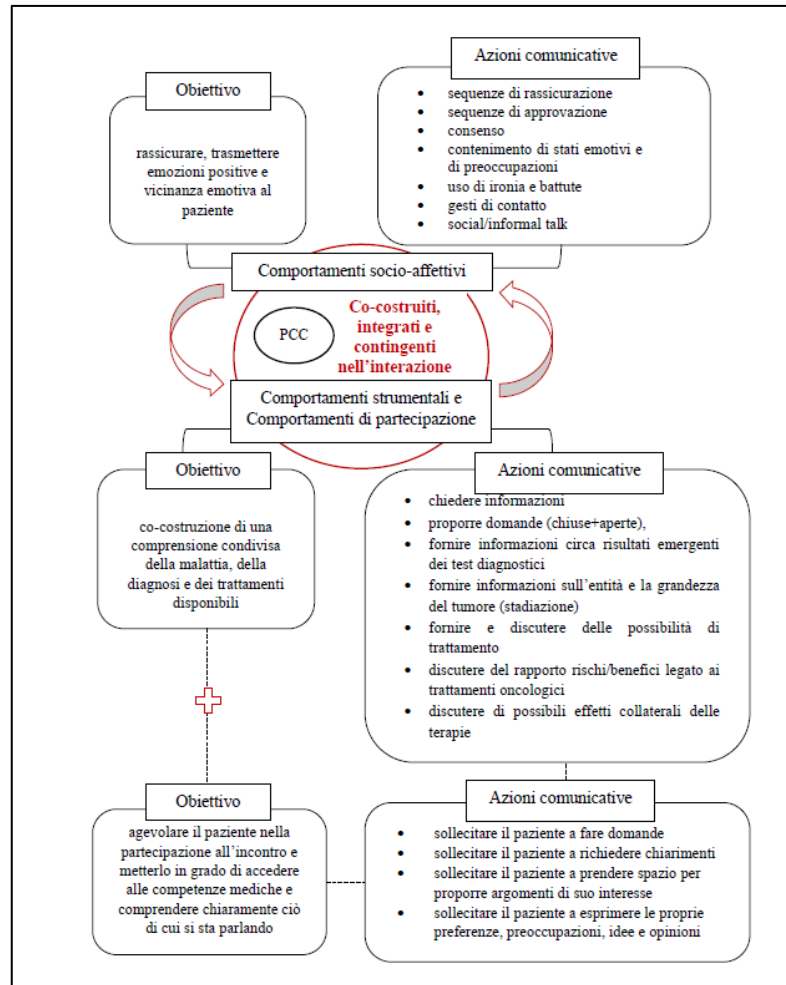 Obiettivo
rassicurare, trasmettere
emozioni positive e
vicinanza emotiva al
paziente
Azioni comunicative
• sequenze di rassicurazione
• sequenze di approvazione
• consenso
• contenimento di stati emotivi e
di preoccupazioni
• uso di ironia e battute
• gesti di contatto
• social/informal talk
Comportamenti socio-affettivi
PCC
Co-costruiti,
integrati e
contingenti
nell’interazione
Comportamenti strumentali e
Comportamenti di partecipazione
Obiettivo
co-costruzione di una
comprensione condivisa
della malattia, della
diagnosi e dei trattamenti
disponibili
Azioni comunicative
• chiedere informazioni
• proporre domande (chiuse+aperte),
• fornire informazioni circa risultati emergenti
dei test diagnostici
• fornire informazioni sull’entità e la grandezza
del tumore (stadiazione)
• fornire e discutere delle possibilità di
trattamento
• discutere del rapporto rischi/benefici legato ai
trattamenti oncologici
• discutere di possibili effetti collaterali delle
terapie
Obiettivo
agevolare il paziente nella
partecipazione all’incontro e
metterlo in grado di accedere
alle competenze mediche e
comprendere chiaramente ciò
di cui si sta parlando
Azioni comunicative
• sollecitare il paziente a fare domande
• sollecitare il paziente a richiedere chiarimenti
• sollecitare il paziente a prendere spazio per
proporre argomenti di suo interesse
• sollecitare il paziente a esprimere le proprie
preferenze, preoccupazioni, idee e opinioni